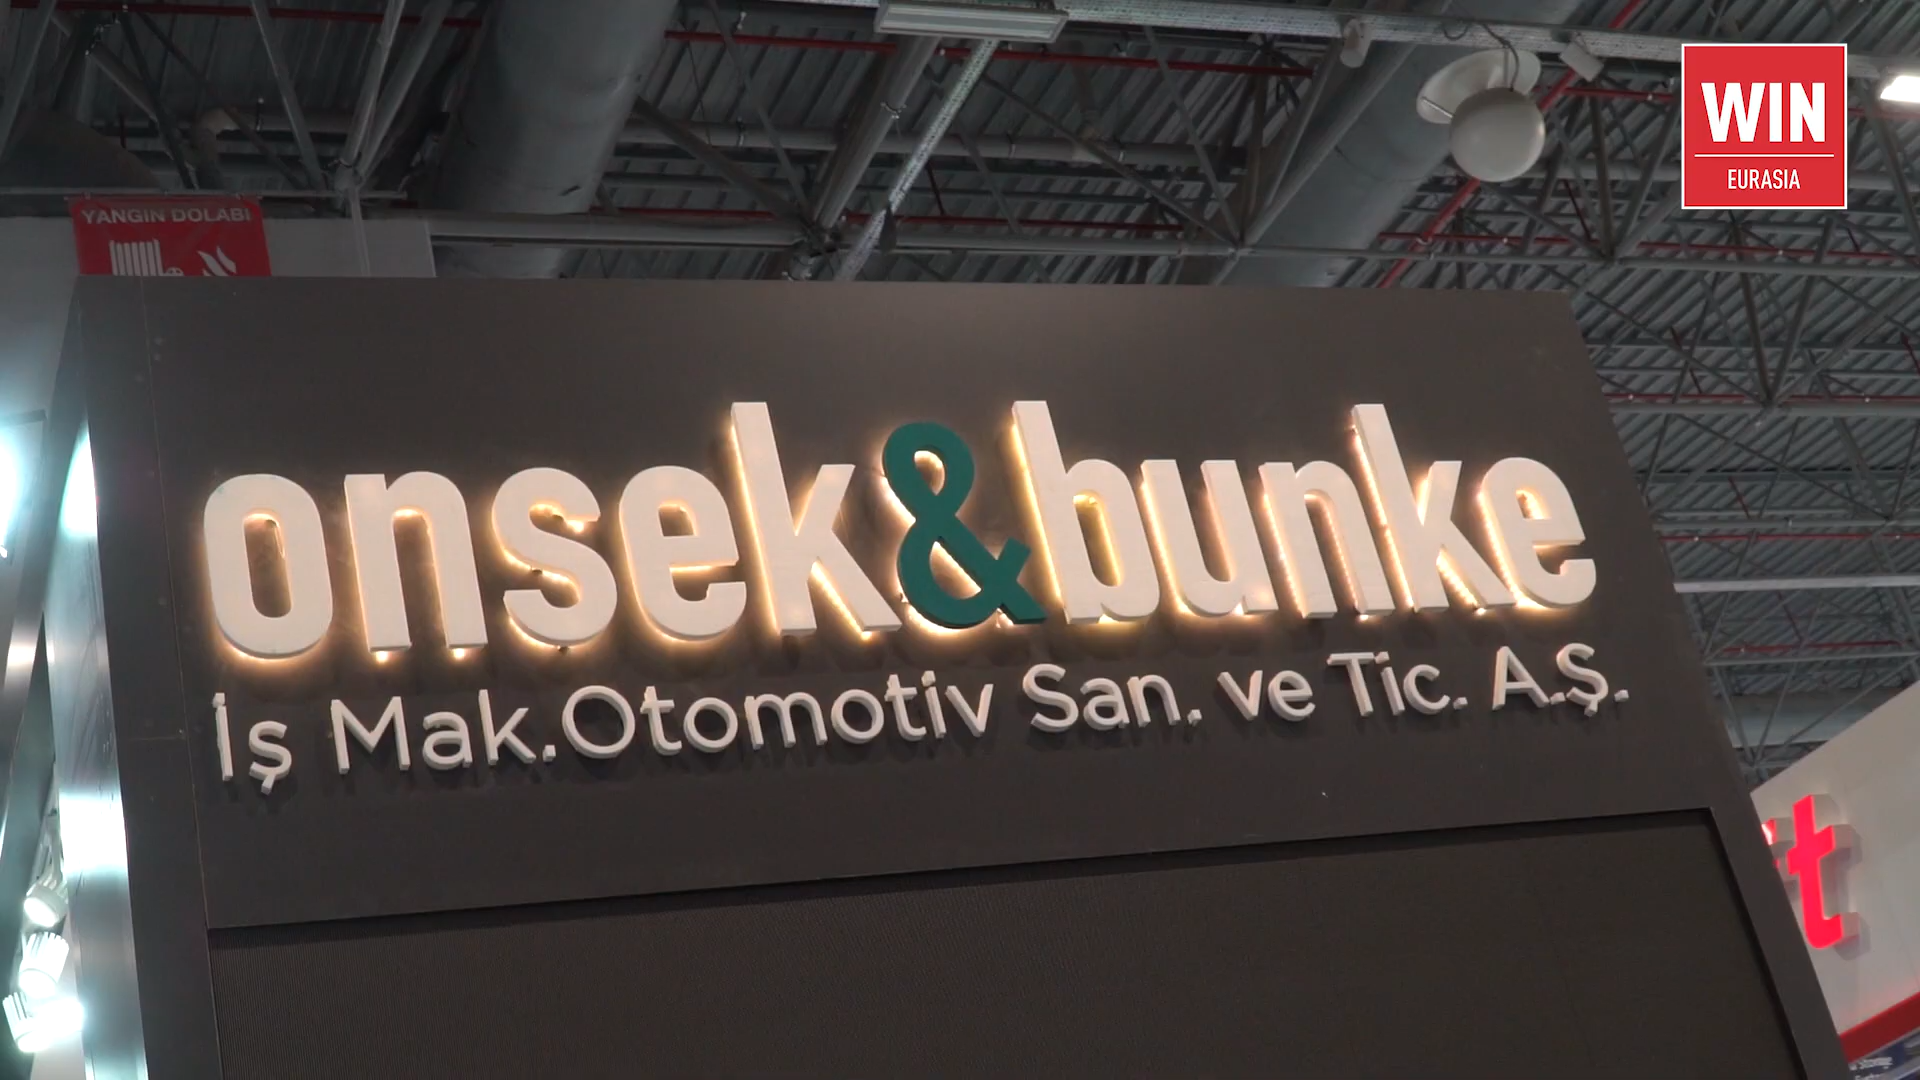 WIN
EURASIA
YANGIN DOLABI
onsek&bunke
İş Mak.Otomotiv San. ve Tic. A.Ş.
t